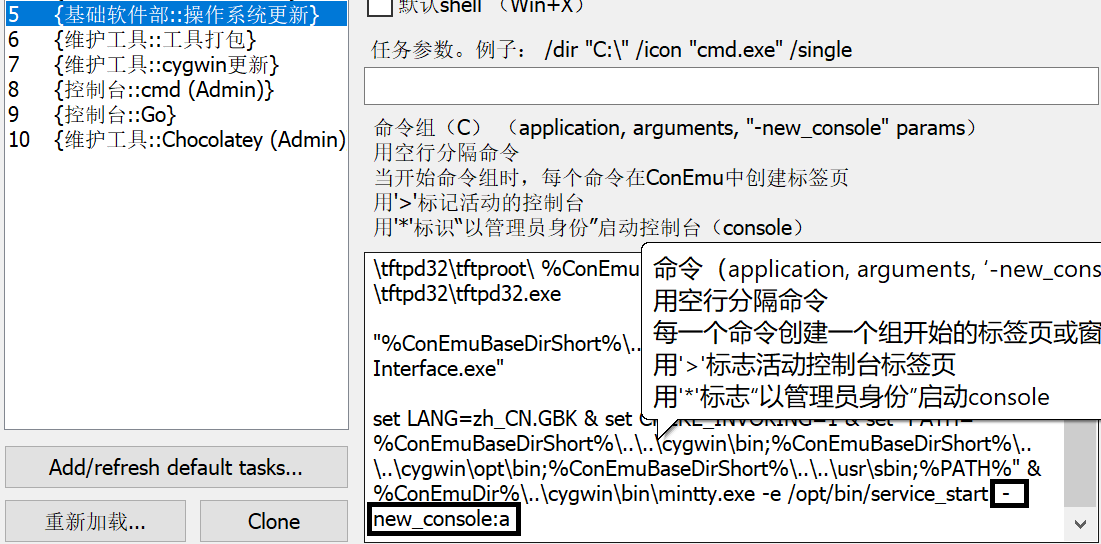 5 {基础软件部::操作系统更新}
6 {维护工具::工具打包}
7 {维护工具::cygwin更新}
8 {控制台::cmd (Admin)}
9 {控制台::Go}
10 {维护工具::Chocolatey (Admin)
Add/refresh default tasks...
重新加载...
Clone
默认shell （Win+X）
任务参数。例子： /dir "C:\" /icon "cmd.exe" /single
命令组（C）（application, arguments, "-new_console" params）
用空行分隔命令
当开始命令组时，每个命令在ConEmu中创建标签页
用'>'标记活动的控制台
用'*'标识“以管理员身份”启动控制台（console）
\tftpd32\tftproot\ %ConEmu
\tftpd32\tftpd32.exe
"%ConEmuBaseDirShort%\..
Interface.exe"
set LANG=zh_CN.GBK & set _INVOKING=1 & set "PATH=
%ConEmuBaseDirShort%\..\..\cygwin\bin;%ConEmuBaseDirShort%\..
\..\cygwin\opt\bin;%ConEmuBaseDirShort%\..\..\usr\sbin;%PATH%" &
%ConEmuDir%\..\cygwin\bin\mintty.exe -e /opt/bin/service_start -
new_console:a
命令（application, arguments, ‘-new_cons
用空行分隔命令
每一个命令创建一个组开始的标签页或窗
用'>'标志活动控制台标签页
用'*'标志“以管理员身份”启动console